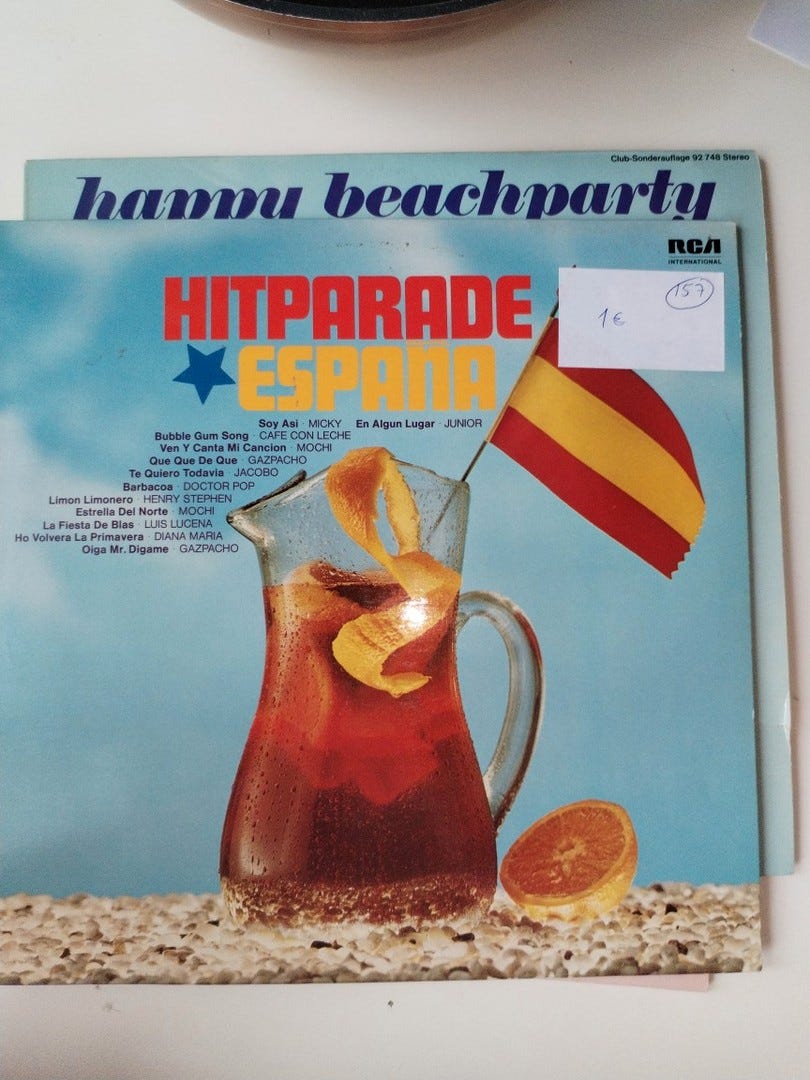 Club-Sonderauflage 92 748 Stereo
happy beachparty
RCA
INTERNATIONAL
HITPARADE
ESPAÑA
157
1€
Soy Asi · MICKY En Algun Lugar · JUNIOR
Bubble Gum Song · CAFE CON LECHE
Ven Y Canta Mi Cancion · MOCHI
Que Que De Que · GAZPACHO
Te Quiero Todavia · JACOBO
Barbacoa · DOCTOR POP
Limon Limonero · HENRY STEPHEN
Estrella Del Norte · MOCHI
La Fiesta De Blas · LUIS LUCENA
Ho Volvera La Primavera · DIANA MARIA
Oiga Mr. Digame · GAZPACHO